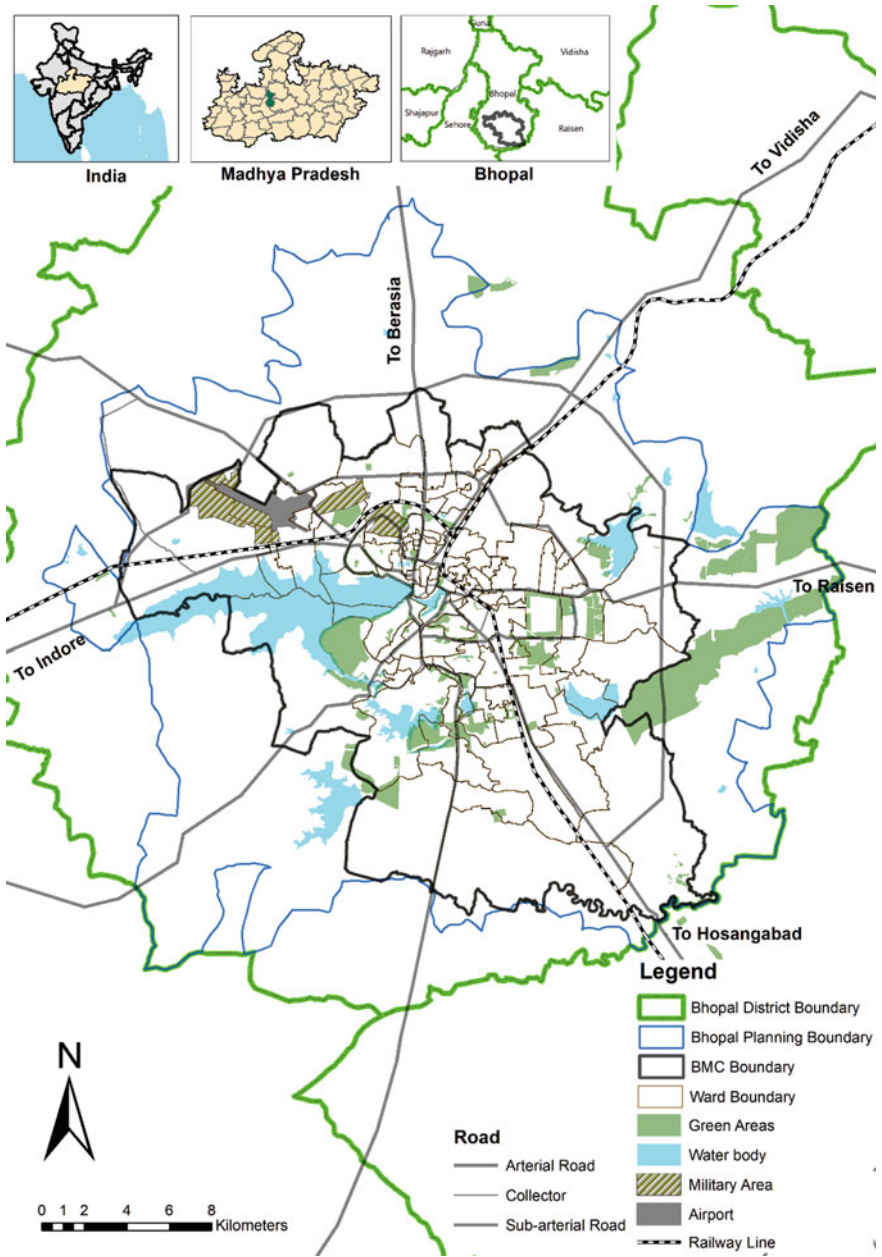 Guna
Rajgarh
Vidisha
Bhopal
Shajapur
Sehore
Raisen
India
Madhya Pradesh
Bhopal
To Vidisha
To Berasia
To Raisen
To Indore
To Hosangabad
Legend
Bhopal District Boundary
Bhopal Planning Boundary
BMC Boundary
Ward Boundary
Green Areas
Water body
Military Area
Airport
Railway Line
Road
Arterial Road
Collector
Sub-arterial Road
N
0 1 2 4 6 8
Kilometers